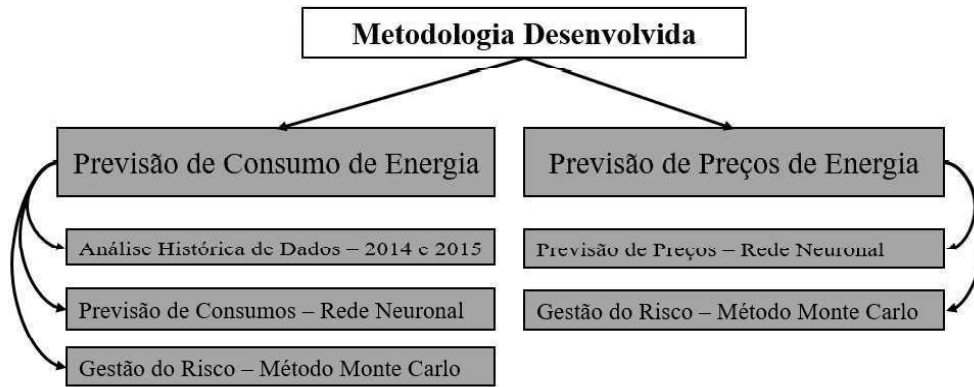 Metodologia Desenvolvida
Previsão de Consumo de Energia
Previsão de Preços de Energia
Análise Histórica de Dados – 2014 e 2015
Previsão de Preços – Rede Neuronal
Previsão de Consumos – Rede Neuronal
Gestão do Risco – Método Monte Carlo
Gestão do Risco – Método Monte Carlo